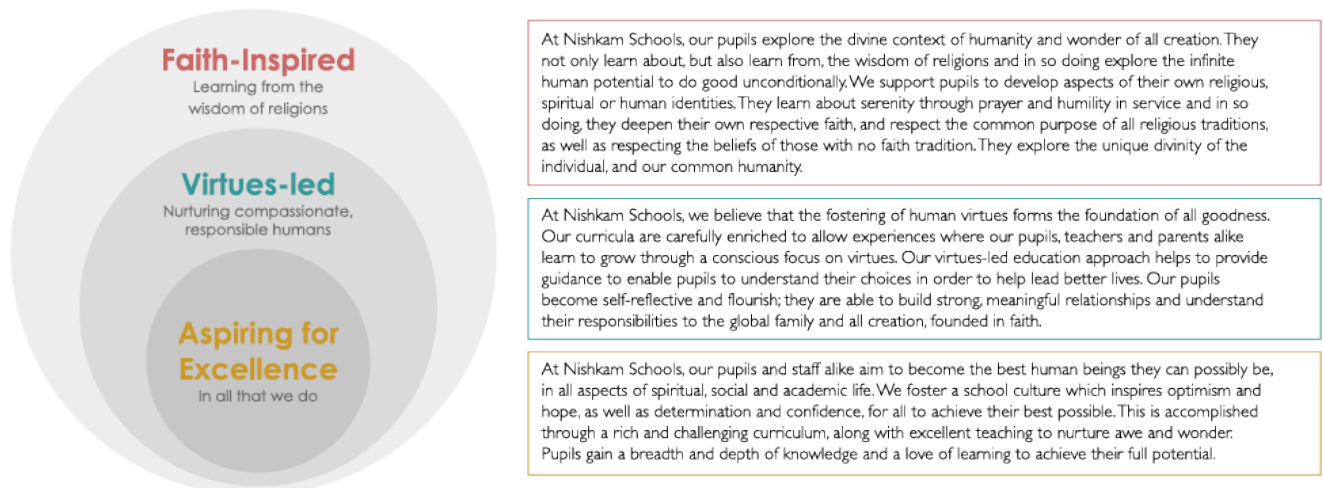 Faith-Inspired
Learning from the
wisdom of religions
Virtues-led
Nurturing compassionate,
responsible humans
Aspiring for
Excellence
In all that we do
At Nishkam Schools, our pupils explore the divine context of humanity and wonder of all creation. They
not only learn about, but also learn from, the wisdom of religions and in so doing explore the infinite
human potential to do good unconditionally. We support pupils to develop aspects of their own religious,
spiritual or human identities. They learn about serenity through prayer and humility in service and in so
doing, they deepen their own respective faith, and respect the common purpose of all religious traditions,
as well as respecting the beliefs of those with no faith tradition. They explore the unique divinity of the
individual, and our common humanity.
At Nishkam Schools, we believe that the fostering of human virtues forms the foundation of all goodness.
Our curricula are carefully enriched to allow experiences where our pupils, teachers and parents alike
learn to grow through a conscious focus on virtues. Our virtues-led education approach helps to provide
guidance to enable pupils to understand their choices in order to help lead better lives. Our pupils
become self-reflective and flourish; they are able to build strong, meaningful relationships and understand
their responsibilities to the global family and all creation, founded in faith.
At Nishkam Schools, our pupils and staff alike aim to become the best human beings they can possibly be,
in all aspects of spiritual, social and academic life. We foster a school culture which inspires optimism and
hope, as well as determination and confidence, for all to achieve their best possible. This is accomplished
through a rich and challenging curriculum, along with excellent teaching to nurture awe and wonder.
Pupils gain a breadth and depth of knowledge and a love of learning to achieve their full potential.